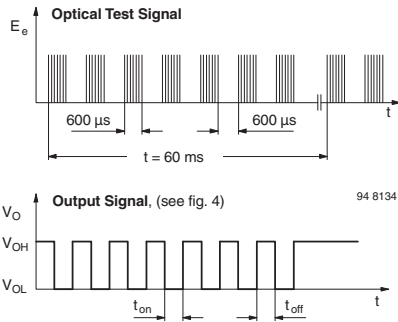 Optical Test Signal
Ee
600 µs
600 µs
t
t = 60 ms
VO
Output Signal, (see fig. 4)
94 8134
VOH
VOL
ton
toff
t